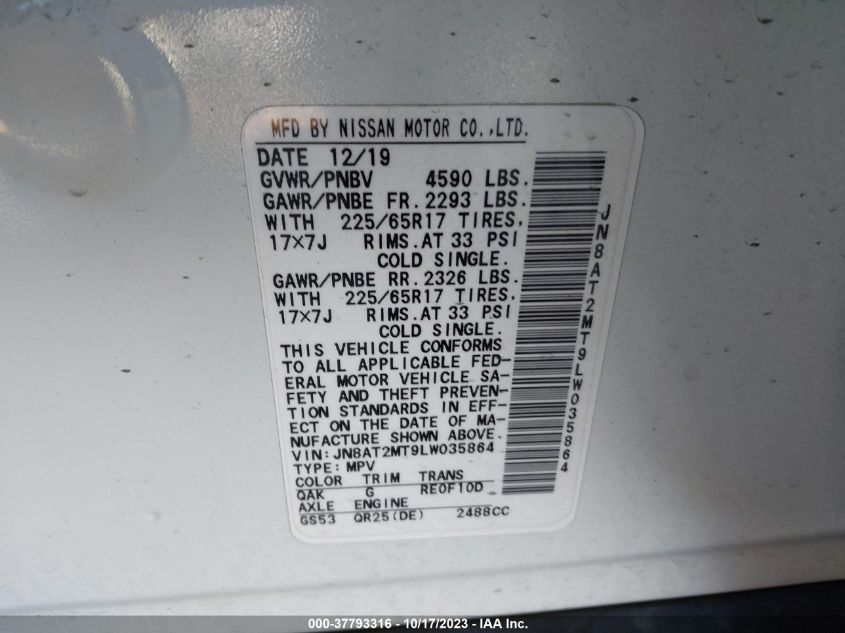 MFD BY NISSAN MOTOR CO.,LTD.
DATE 12/19
GVWR/PNBV 4590 LBS.
GAWR/PNBE FR. 2293 LBS.
WITH 225/65R17 TIRES,
17×7J RIMS.AT 33 PSI
COLD SINGLE.
GAWR/PNBE RR. 2326 LBS.
WITH 225/65R17 TIRES,
17×7J RIMS.AT 33 PSI
COLD SINGLE.
THIS VEHICLE CONFORMS
TO ALL APPLICABLE FED-
ERAL MOTOR VEHICLE SA-
FETY AND THEFT PREVEN-
TION STANDARDS IN EFF-
ECT ON THE DATE OF MA-
NUFACTURE SHOWN ABOVE.
VIN: JN8AT2MT9LW035864
TYPE: MPV
COLOR TRIM TRANS
QAK G RE0F10D
AXLE ENGINE
GS53 QR25(DE) 2488CC
JN8AT2MT9LW035864
000-37793316 / 10/17/2023 - IAA Inc.